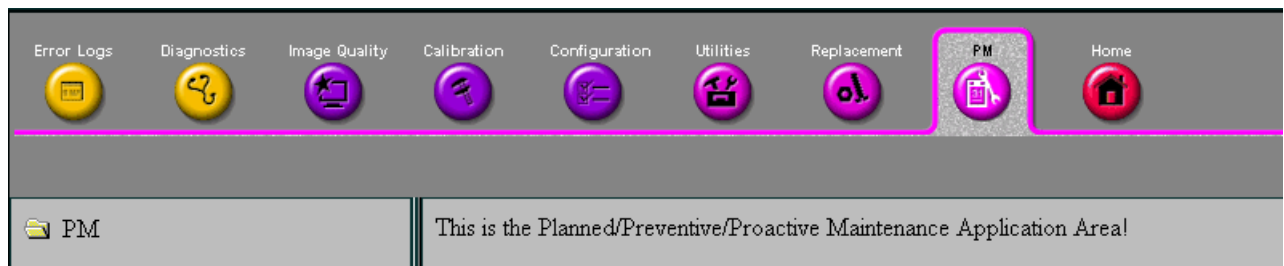 Error Logs Diagnostics Image Quality Calibration Configuration Utilities Replacement PM Home
31
PM This is the Planned/Preventive/Proactive Maintenance Application Area!